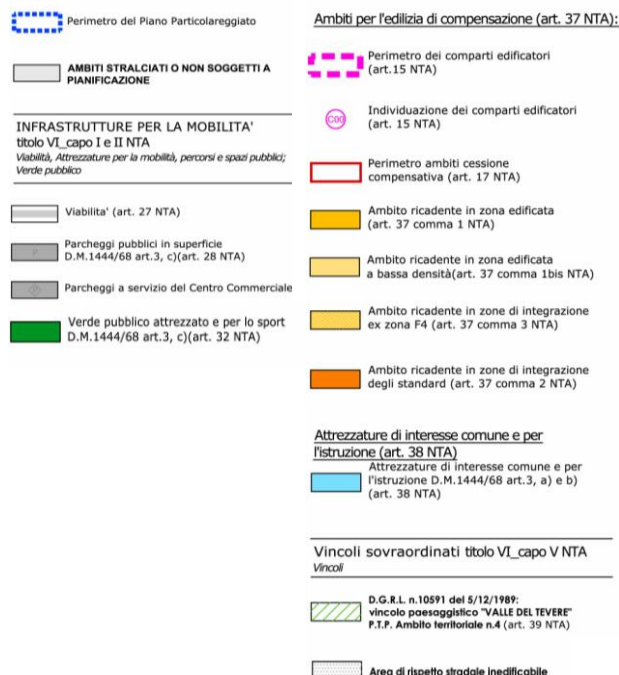 Perimetro del Piano Particolareggiato
AMBITI STRALCIATI O NON SOGGETTI A
PIANIFICAZIONE
INFRASTRUTTURE PER LA MOBILITA'
titolo VI_capo I e II NTA
Viabilità, Attrezzature per la mobilità, percorsi e spazi pubblici;
Verde pubblico
Viabilita' (art. 27 NTA)
P
Parcheggi pubblici in superficie
D.M.1444/68 art.3, c)(art. 28 NTA)
P
Parcheggi a servizio del Centro Commerciale
Verde pubblico attrezzato e per lo sport
D.M.1444/68 art.3, c)(art. 32 NTA)
Ambiti per l'edilizia di compensazione (art. 37 NTA):
Perimetro dei comparti edificatori
(art.15 NTA)
C00
Individuazione dei comparti edificatori
(art. 15 NTA)
Perimetro ambiti cessione
compensativa (art. 17 NTA)
Ambito ricadente in zona edificata
(art. 37 comma 1 NTA)
Ambito ricadente in zona edificata
a bassa densità(art. 37 comma 1bis NTA)
Ambito ricadente in zone di integrazione
ex zona F4 (art. 37 comma 3 NTA)
Ambito ricadente in zone di integrazione
degli standard (art. 37 comma 2 NTA)
Attrezzature di interesse comune e per
l'istruzione (art. 38 NTA)
Attrezzature di interesse comune e per
l'istruzione D.M.1444/68 art.3, a) e b)
(art. 38 NTA)
Vincoli sovraordinati titolo VI_capo V NTA
Vincoli
D.G.R.L. n.10591 del 5/12/1989:
vincolo paesaggistico "VALLE DEL TEVERE"
P.T.P. Ambito territoriale n.4 (art. 39 NTA)
Area di rispetto stradale inedificabile